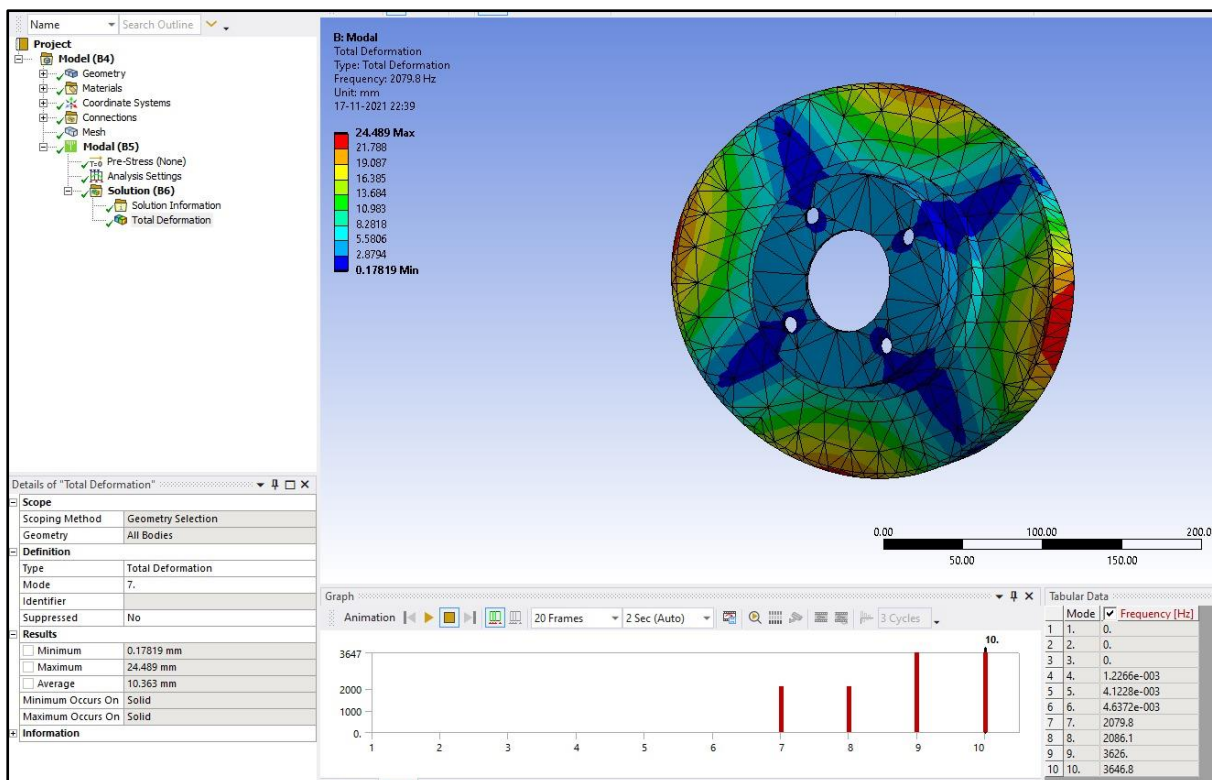 Name Search Outline
Project
Model (B4)
Geometry
Materials
Coordinate Systems
Connections
Mesh
Modal (B5)
T=0 Pre-Stress (None)
Analysis Settings
Solution (B6)
Solution Information
Total Deformation
B: Modal
Total Deformation
Type: Total Deformation
Frequency: 2079.8 Hz
Unit: mm
17-11-2021 22:39
24.489 Max
21.788
19.087
16.385
13.684
10.983
8.2818
5.5806
2.8794
0.17819 Min
0.00 100.00 200.0
50.00 150.00
Details of "Total Deformation"
Scope
Scoping Method Geometry Selection
Geometry All Bodies
Definition
Type Total Deformation
Mode 7.
Identifier
Suppressed No
Results
Minimum 0.17819 mm
Maximum 24.489 mm
Average 10.363 mm
Minimum Occurs On Solid
Maximum Occurs On Solid
Information
Graph
Animation 20 Frames 2 Sec (Auto) 3 Cycles
10.
3647
2000
1000
0.
1 2 3 4 5 6 7 8 9 10
Tabular Data
Mode Frequency [Hz]
1 1. 0.
2 2. 0.
3 3. 0.
4 4. 1.2266e-003
5 5. 4.1228e-003
6 6. 4.6372e-003
7 7. 2079.8
8 8. 2086.1
9 9. 3626.
10 10. 3646.8